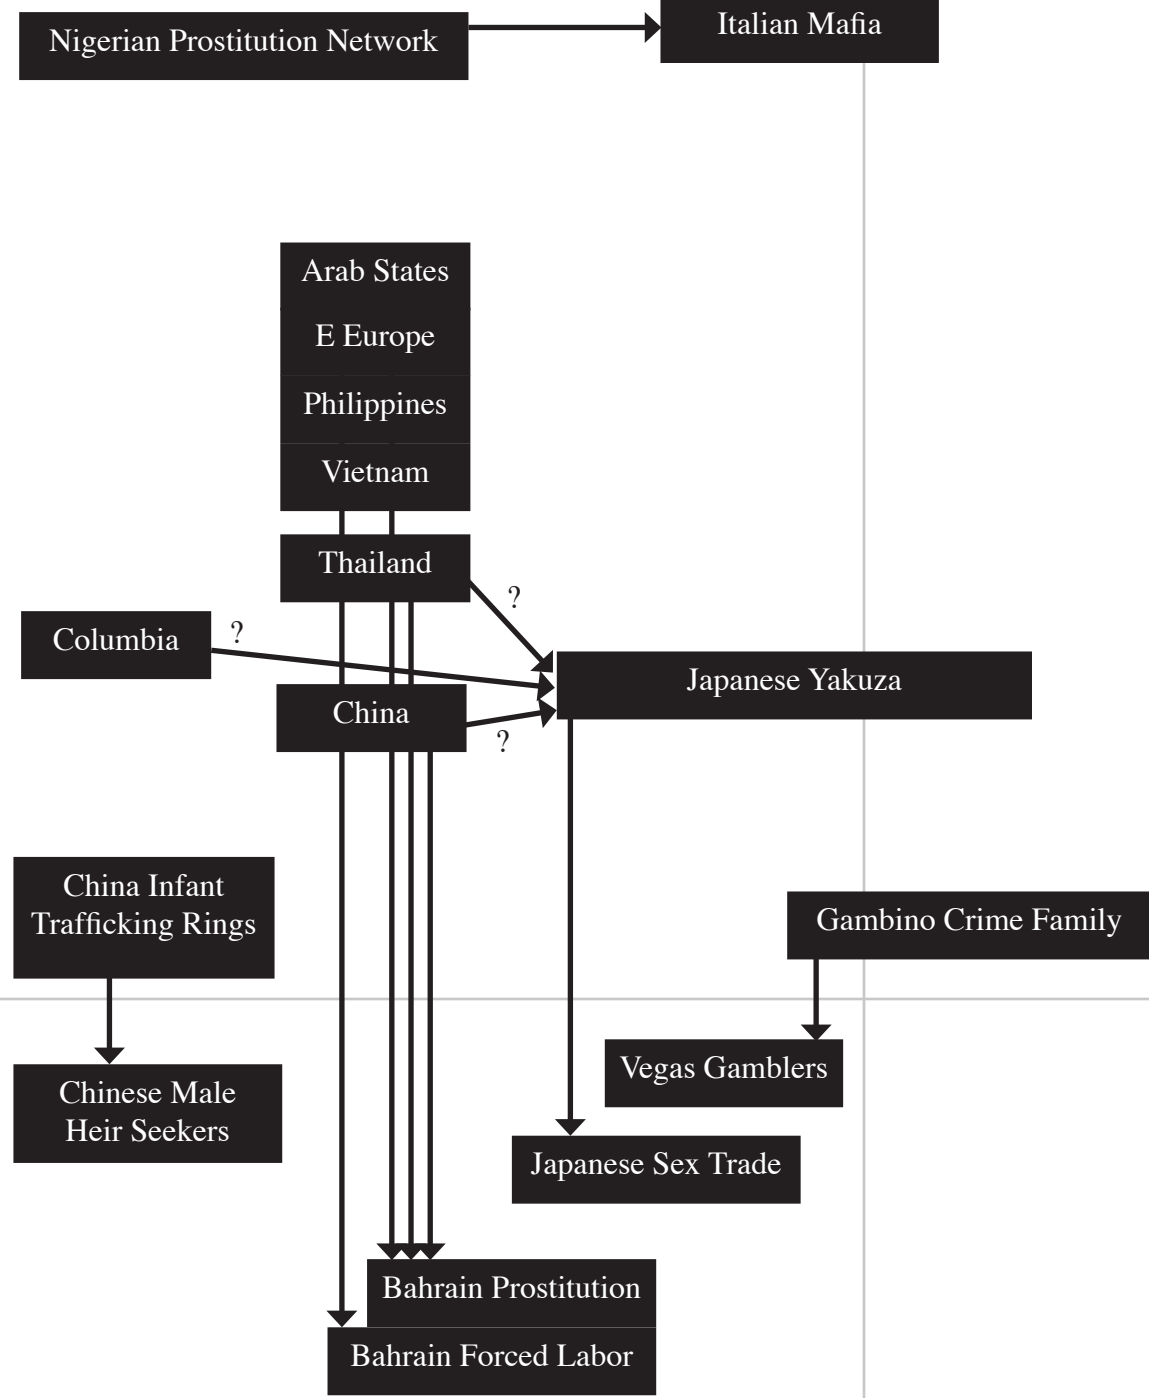 Nigerian Prostitution Network
Italian Mafia
Arab States
E Europe
Philippines
Vietnam
Thailand
?
Columbia
?
Japanese Yakuza
China
?
China Infant
Trafficking Rings
Gambino Crime Family
Vegas Gamblers
Chinese Male
Heir Seekers
Japanese Sex Trade
Bahrain Prostitution
Bahrain Forced Labor